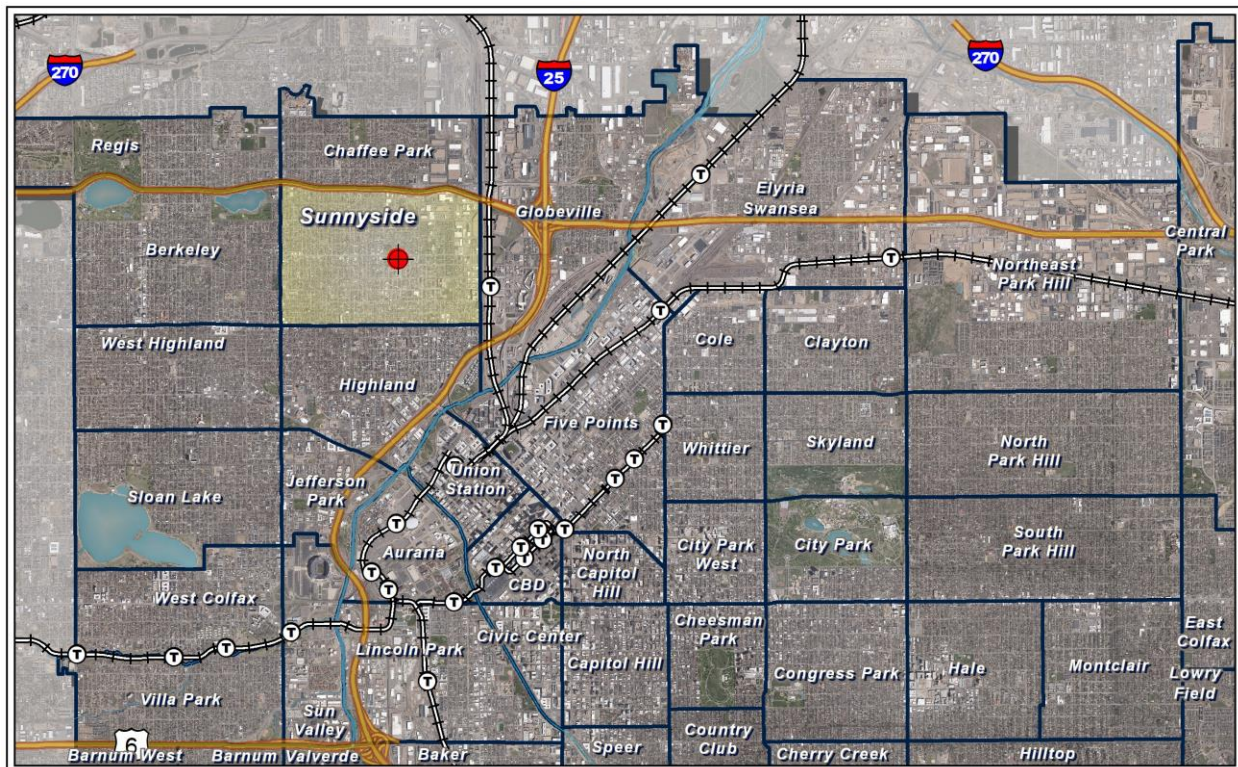 270
25
270
Regis
Chaffee Park
Sunnyside
Globeville
Elyria
Swansea
Central
Park
Berkeley
Northeast
Park Hill
T
T
T
T
West Highland
Cole
Clayton
Highland
Five Points
T
Whittier
Skyland
North
Park Hill
Sloan Lake
Jefferson
Park
Union
Station
T
T
T
T
Auraria
T
T
T
T
T
T
T
CBD
North
Capitol
Hill
City Park
West
City Park
South
Park Hill
T
T
West Colfax
T
Civic Center
Cheesman
Park
East
Colfax
T
T
T
T
Lincoln Park
Capitol Hill
Congress Park
Hale
Montclair
Lowry
Field
Villa Park
T
Sun
Valley
Speer
Country
Club
6
Barnum West
Barnum
Valverde
Baker
Cherry Creek
Hilltop